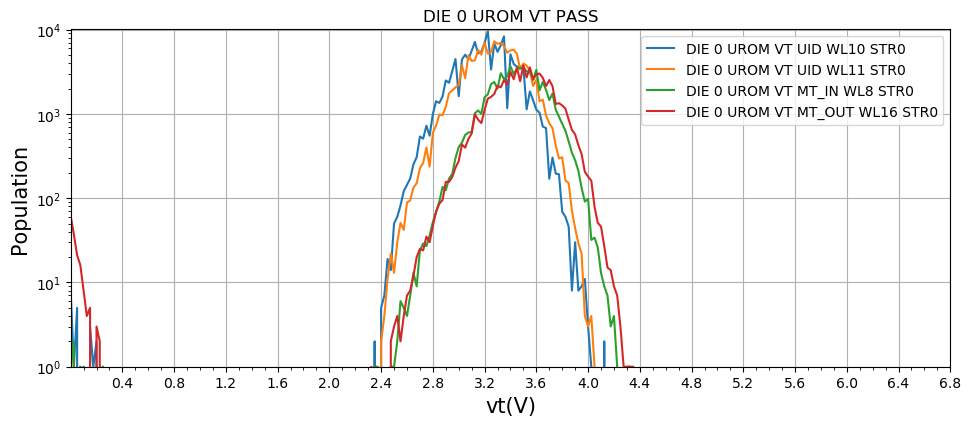 DIE 0 UROM VT PASS
10^4
10^3
10^2
10^1
10^0
Population
DIE 0 UROM VT UID WL10 STR0
DIE 0 UROM VT UID WL11 STR0
DIE 0 UROM VT MT_IN WL8 STR0
DIE 0 UROM VT MT_OUT WL16 STR0
0.4 0.8 1.2 1.6 2.0 2.4 2.8 3.2 3.6 4.0 4.4 4.8 5.2 5.6 6.0 6.4 6.8
vt(V)